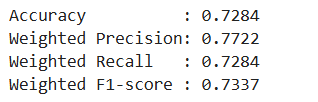 Accuracy          : 0.7284
Weighted Precision: 0.7722
Weighted Recall   : 0.7284
Weighted F1-score : 0.7337